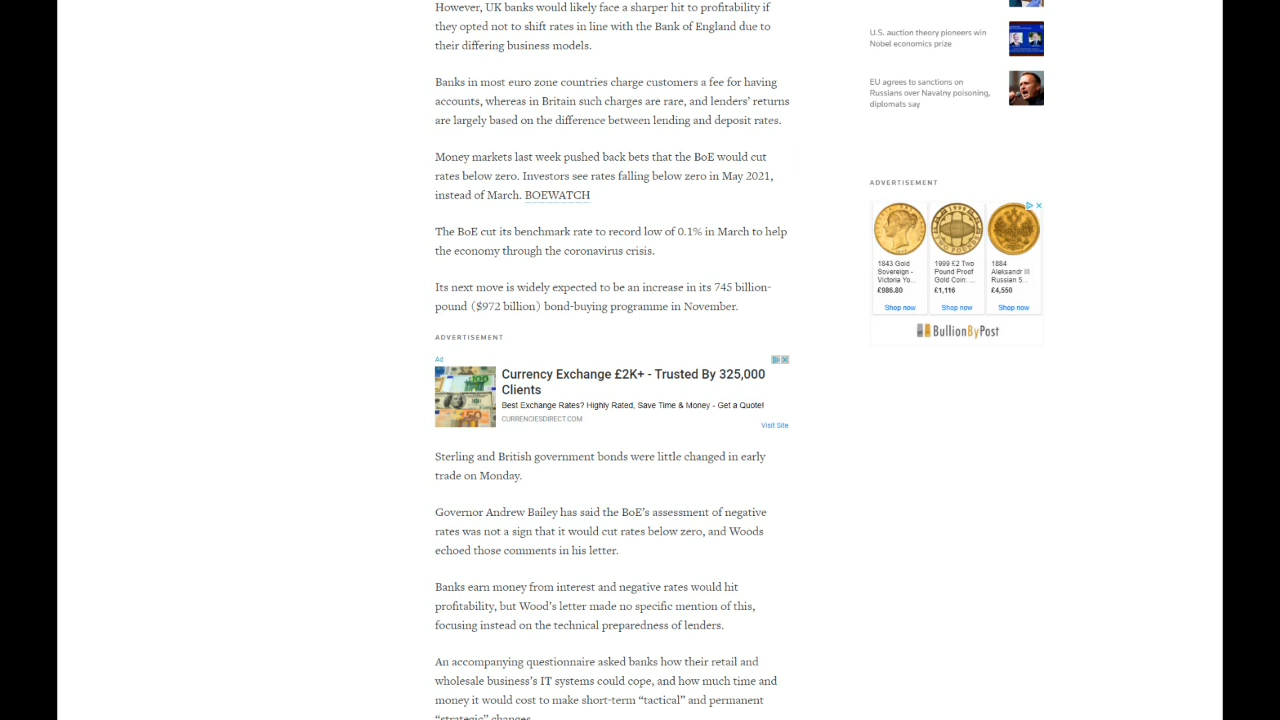 However, UK banks would likely face a sharper hit to profitability if
they opted not to shift rates in line with the Bank of England due to
their differing business models.
Banks in most euro zone countries charge customers a fee for having
accounts, whereas in Britain such charges are rare, and lenders’ returns
are largely based on the difference between lending and deposit rates.
Money markets last week pushed back bets that the BoE would cut
rates below zero. Investors see rates falling below zero in May 2021,
instead of March. BOEWATCH
The BoE cut its benchmark rate to record low of 0.1% in March to help
the economy through the coronavirus crisis.
Its next move is widely expected to be an increase in its 745 billion-
pound ($972 billion) bond-buying programme in November.
ADVERTISEMENT
Ad
Currency Exchange £2K+ - Trusted By 325,000
Clients
Best Exchange Rates? Highly Rated, Save Time & Money - Get a Quote!
CURRENCIESDIRECT.COM
Visit Site
Sterling and British government bonds were little changed in early
trade on Monday.
Governor Andrew Bailey has said the BoE’s assessment of negative
rates was not a sign that it would cut rates below zero, and Woods
echoed those comments in his letter.
Banks earn money from interest and negative rates would hit
profitability, but Wood’s letter made no specific mention of this,
focusing instead on the technical preparedness of lenders.
An accompanying questionnaire asked banks how their retail and
wholesale business’s IT systems could cope, and how much time and
money it would cost to make short-term “tactical” and permanent
“strategic” changes.
U.S. auction theory pioneers win
Nobel economics prize
EU agrees to sanctions on
Russians over Navalny poisoning,
diplomats say
ADVERTISEMENT
1843 Gold
Sovereign -
Victoria Yo...
£986.80
Shop now
1999 £2 Two
Pound Proof
Gold Coin: ...
£1,116
Shop now
1884
Aleksandr III
Russian 5...
£4,550
Shop now
BullionByPost